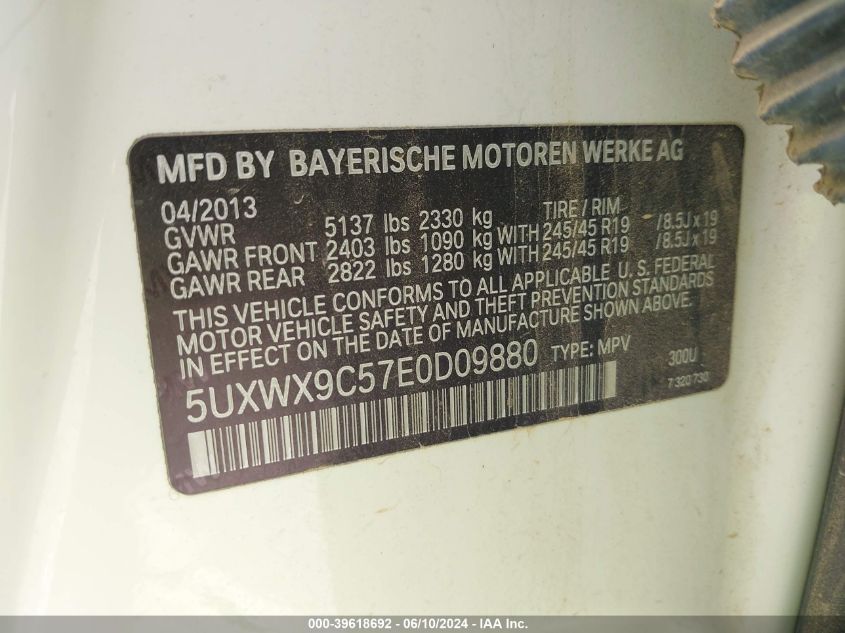 MFD BY BAYERISCHE MOTOREN WERKE AG
04/2013 TIRE / RIM
GVWR 5137 lbs 2330 kg
GAWR FRONT 2403 lbs 1090 kg WITH 245/45 R19 /8.5J x 19
GAWR REAR 2822 lbs 1280 kg WITH 245/45 R19 /8.5J x 19
THIS VEHICLE CONFORMS TO ALL APPLICABLE U.S. FEDERAL
MOTOR VEHICLE SAFETY AND THEFT PREVENTION STANDARDS
IN EFFECT ON THE DATE OF MANUFACTURE SHOWN ABOVE.
5UXWX9C57E0D09880 TYPE: MPV 300U
7 320 730
000-39618692 - 06/10/2024 - IAA Inc.